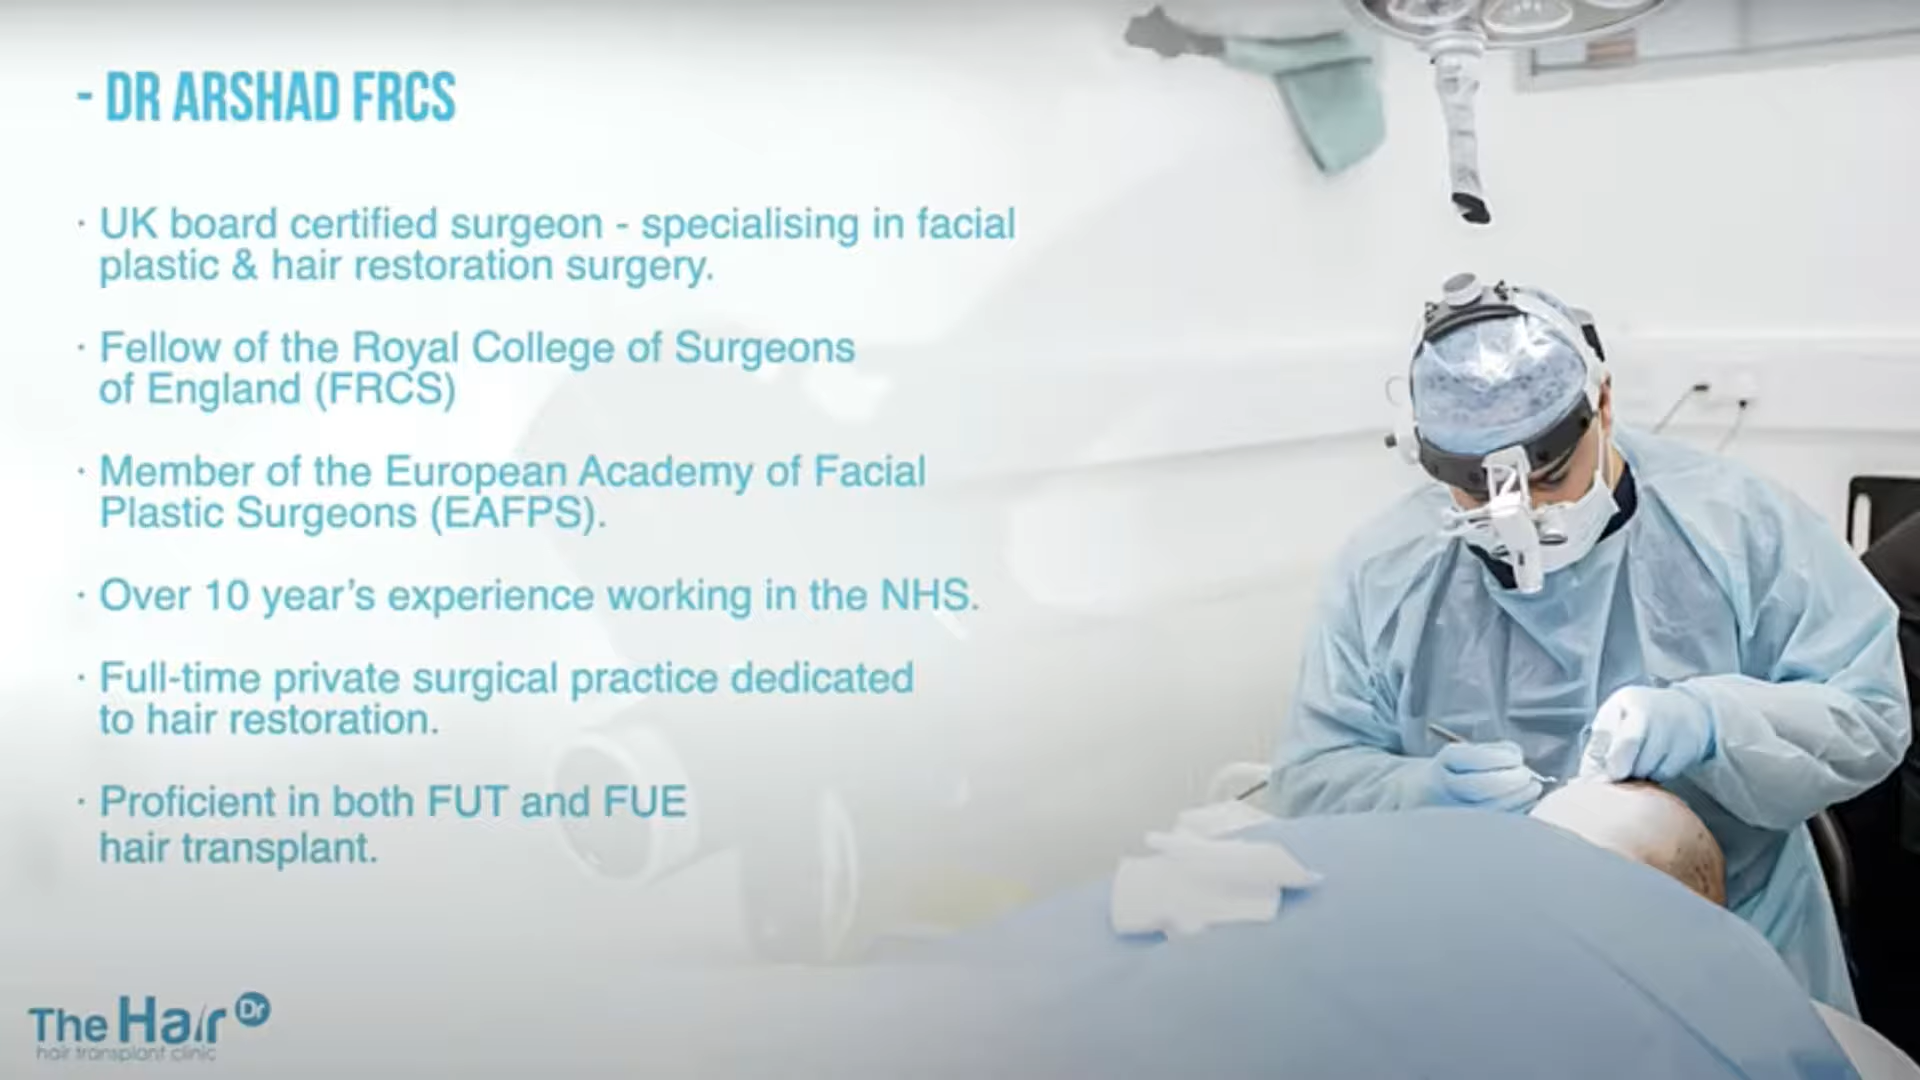 - DR ARSHAD FRCS
· UK board certified surgeon - specialising in facial
plastic & hair restoration surgery.
· Fellow of the Royal College of Surgeons
of England (FRCS)
· Member of the European Academy of Facial
Plastic Surgeons (EAFPS).
· Over 10 year’s experience working in the NHS.
· Full-time private surgical practice dedicated
to hair restoration.
· Proficient in both FUT and FUE
hair transplant.
The Hair Dr
hair transplant clinic